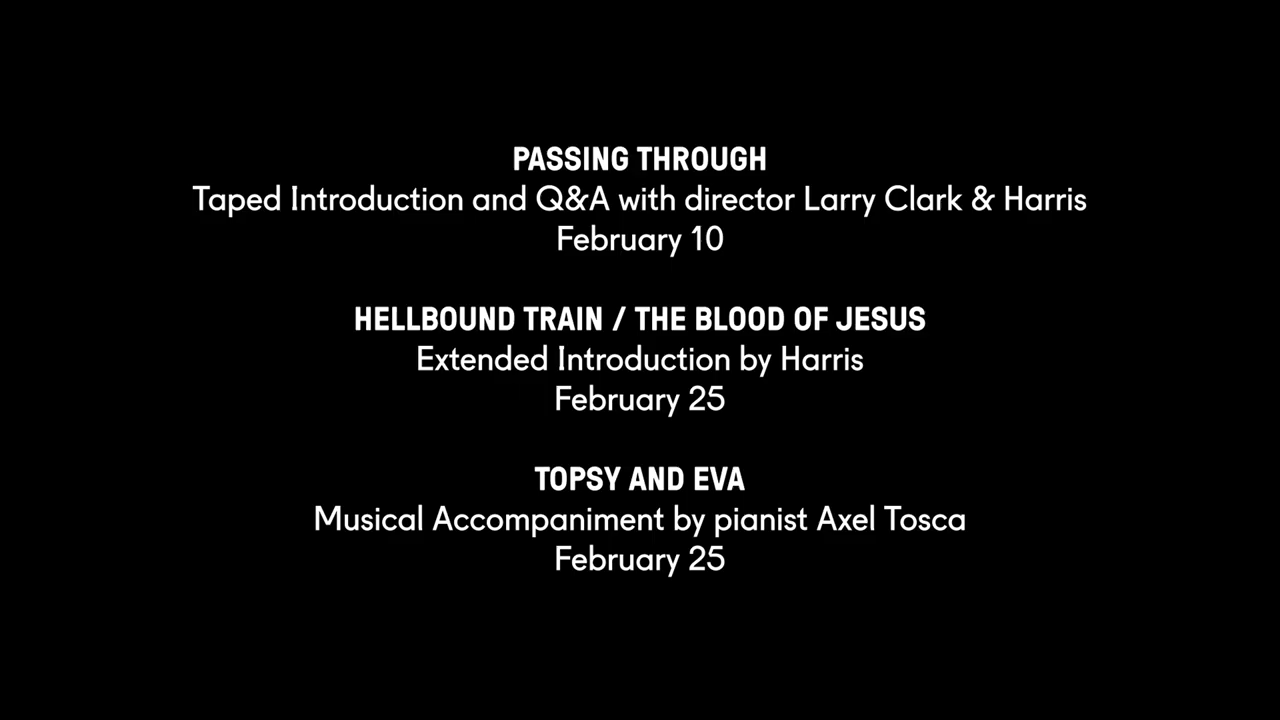 PASSING THROUGH
Taped Introduction and Q&A with director Larry Clark & Harris
February 10
HELLBOUND TRAIN / THE BLOOD OF JESUS
Extended Introduction by Harris
February 25
TOPSY AND EVA
Musical Accompaniment by pianist Axel Tosca
February 25